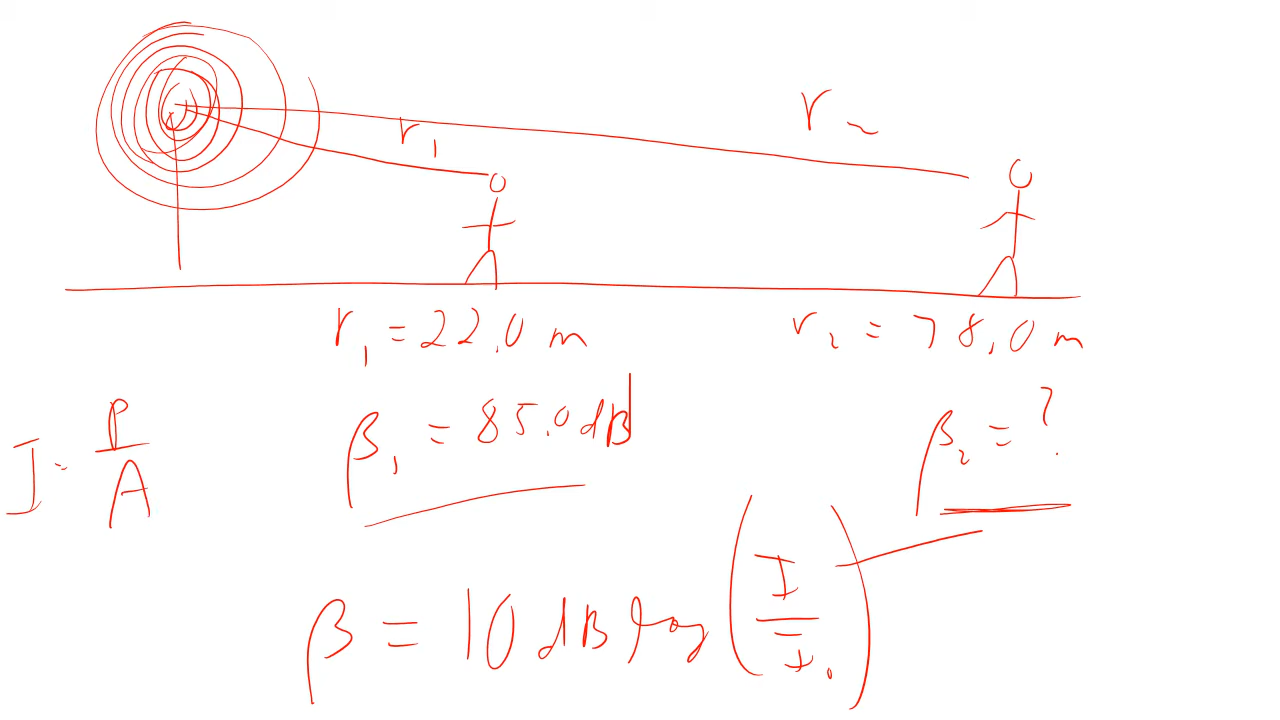 r₁ r₂
r₁ = 22.0 m r₂ = 78.0 m
I = P/A β₁ = 85.0 dB β₂ = ?
β = 10 dB log (I/I₀)